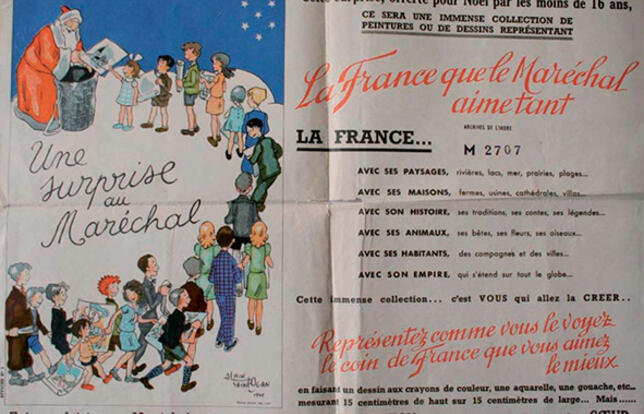 Une
surprise
au
Maréchal
offerte pour Noël par les moins de 16 ans,
CE SERA UNE IMMENSE COLLECTION DE
PEINTURES OU DE DESSINS REPRÉSENTANT
La France que le Maréchal
aime tant
ARCHIVES DE L'INDRE
LA FRANCE...
M 2707
AVEC SES PAYSAGES, rivières, lacs, mer, prairies, plages...
AVEC SES MAISONS, fermes, usines, cathédrales, villas...
AVEC SON HISTOIRE, ses traditions, ses contes, ses légendes...
AVEC SES ANIMAUX, ses bêtes, ses fleurs, ses oiseaux...
AVEC SES HABITANTS, des campagnes et des villes...
AVEC SON EMPIRE, qui s'étend sur tout le globe...
Cette immense collection... c'est VOUS qui allez la CREER..
Représentez comme vous le voyez
le coin de France que vous aimez
le mieux
en faisant un dessin aux crayons de couleur, une aquarelle, une gouache, etc...
mesurant 15 centimètres de haut sur 15 centimètres de large... Mais......